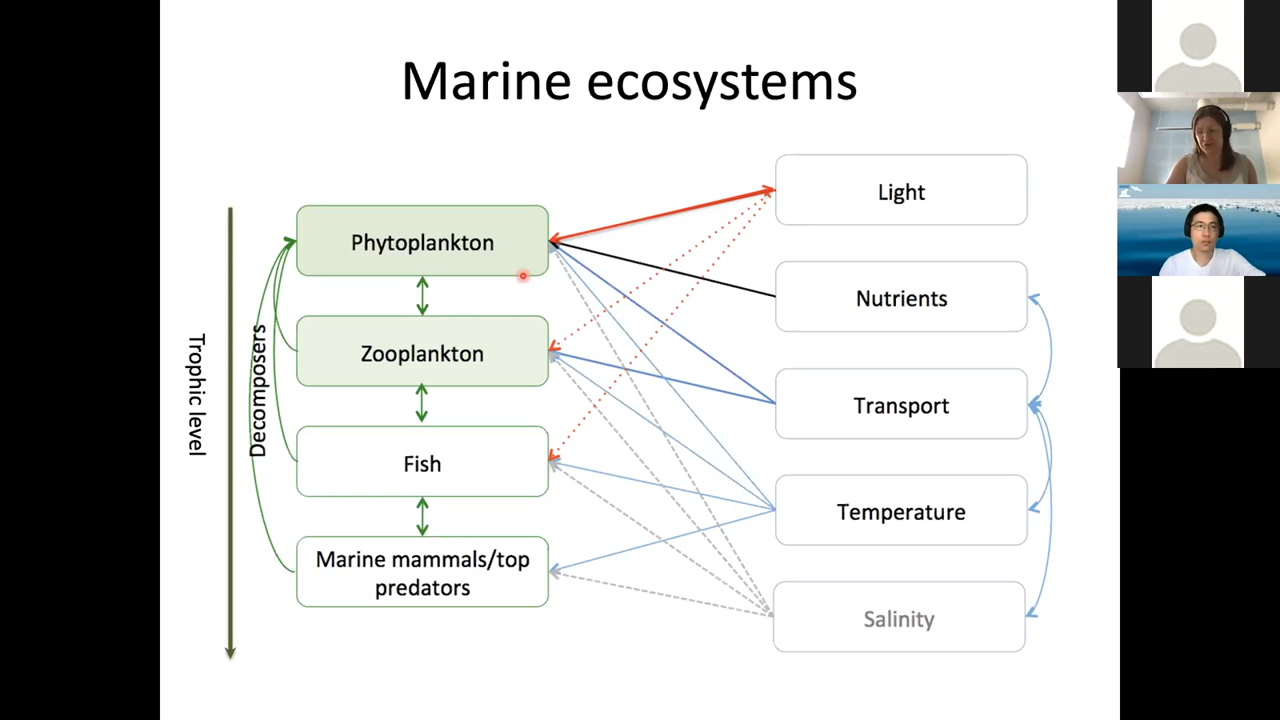 Marine ecosystems
Trophic level
Decomposers
Phytoplankton
Zooplankton
Fish
Marine mammals/top
predators
Light
Nutrients
Transport
Temperature
Salinity